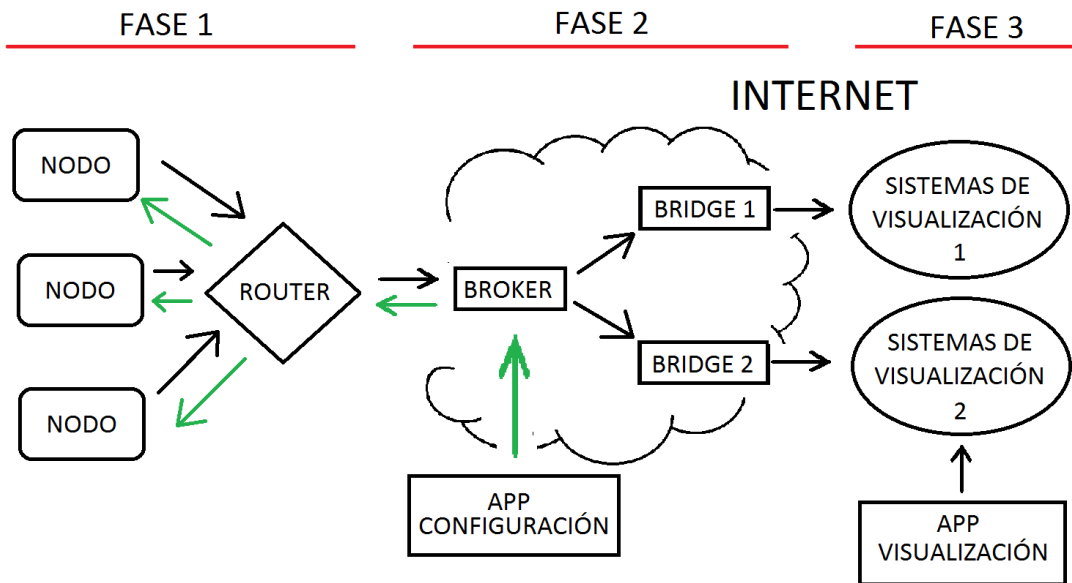 FASE 1
FASE 2
FASE 3
INTERNET
NODO
NODO
NODO
ROUTER
BROKER
BRIDGE 1
BRIDGE 2
SISTEMAS DE
VISUALIZACIÓN
1
SISTEMAS DE
VISUALIZACIÓN
2
APP
CONFIGURACIÓN
APP
VISUALIZACIÓN